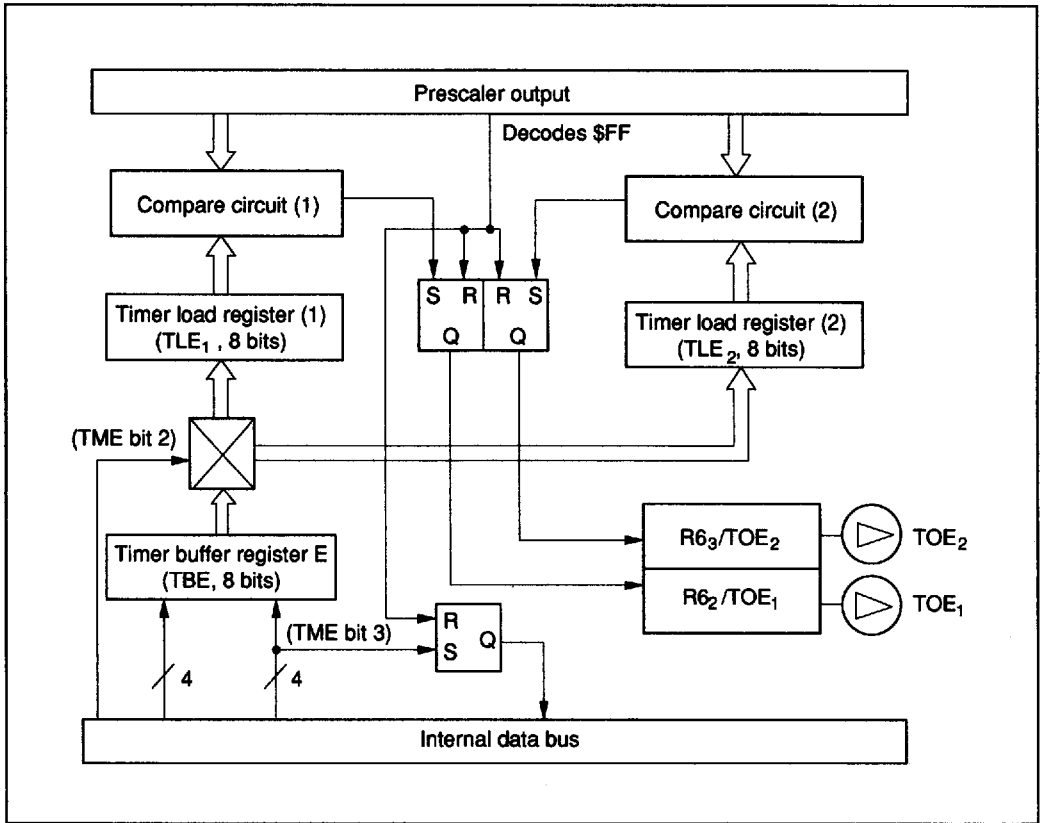 Prescaler output
Decodes $FF
Compare circuit (1)
Compare circuit (2)
S R R S
Q Q
Timer load register (1)
(TLE₁ , 8 bits)
Timer load register (2)
(TLE₂, 8 bits)
(TME bit 2)
Timer buffer register E
(TBE, 8 bits)
R6₃/TOE₂
TOE₂
R6₂/TOE₁
TOE₁
(TME bit 3)
R
S
Q
4
4
Internal data bus